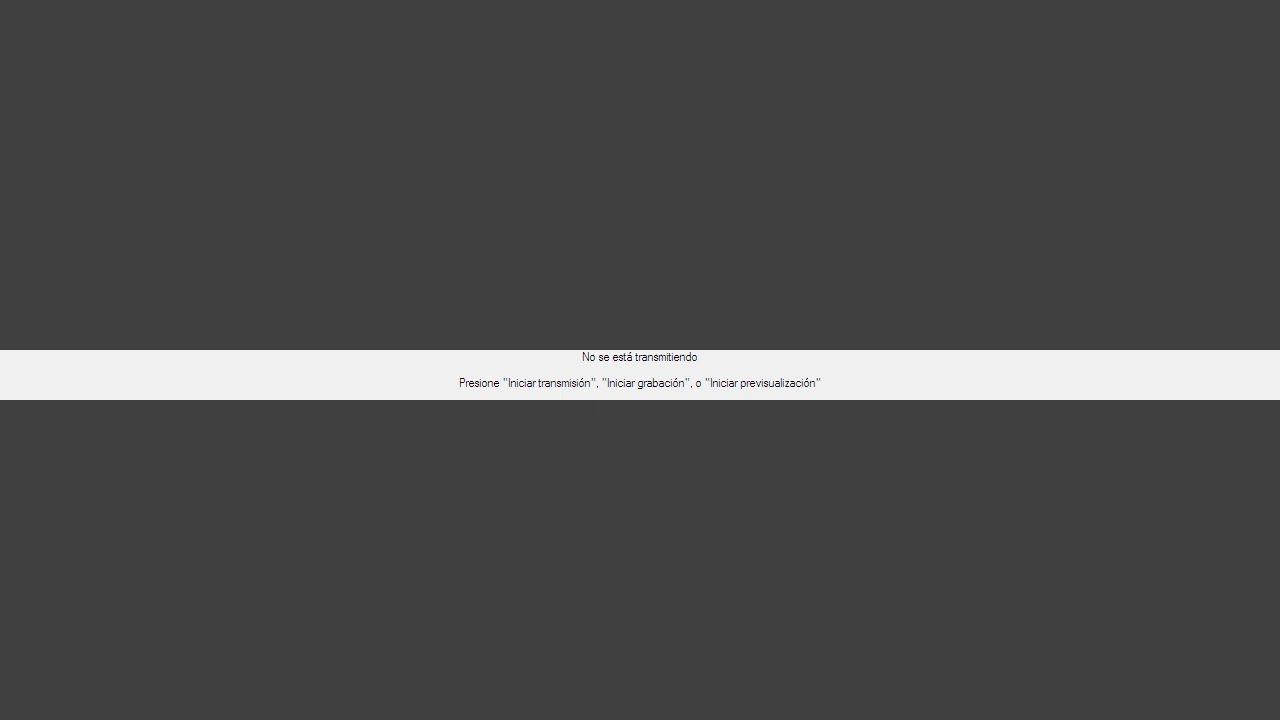 No se está transmitiendo
Presione "Iniciar transmisión", "Iniciar grabación", o "Iniciar previsualización"